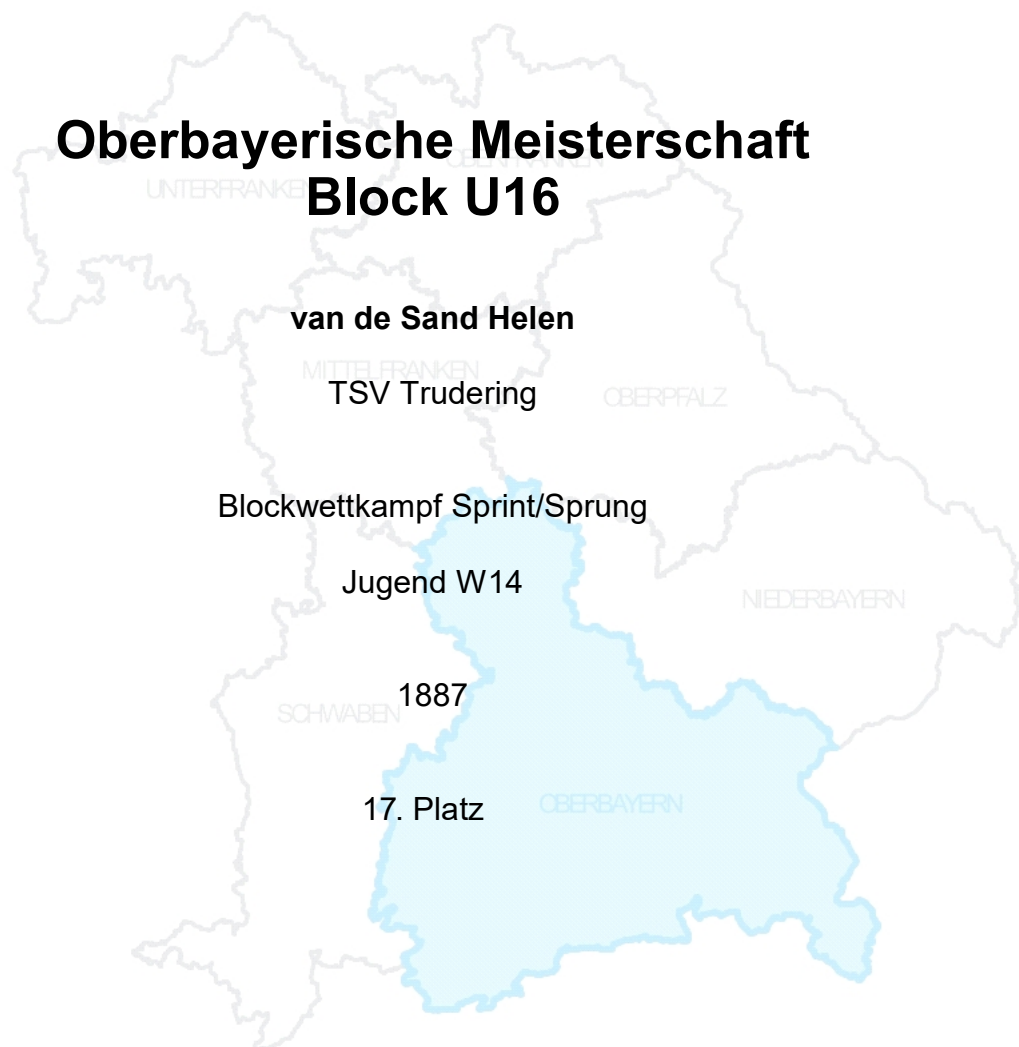 Oberbayerische Meisterschaft
OBERFRANKEN
UNTERFRANKEN
Block U16
van de Sand Helen
MITTELFRANKEN
TSV Trudering
OBERPFALZ
Blockwettkampf Sprint/Sprung
Jugend W14
NIEDERBAYERN
1887
SCHWABEN
17. Platz
OBERBAYERN